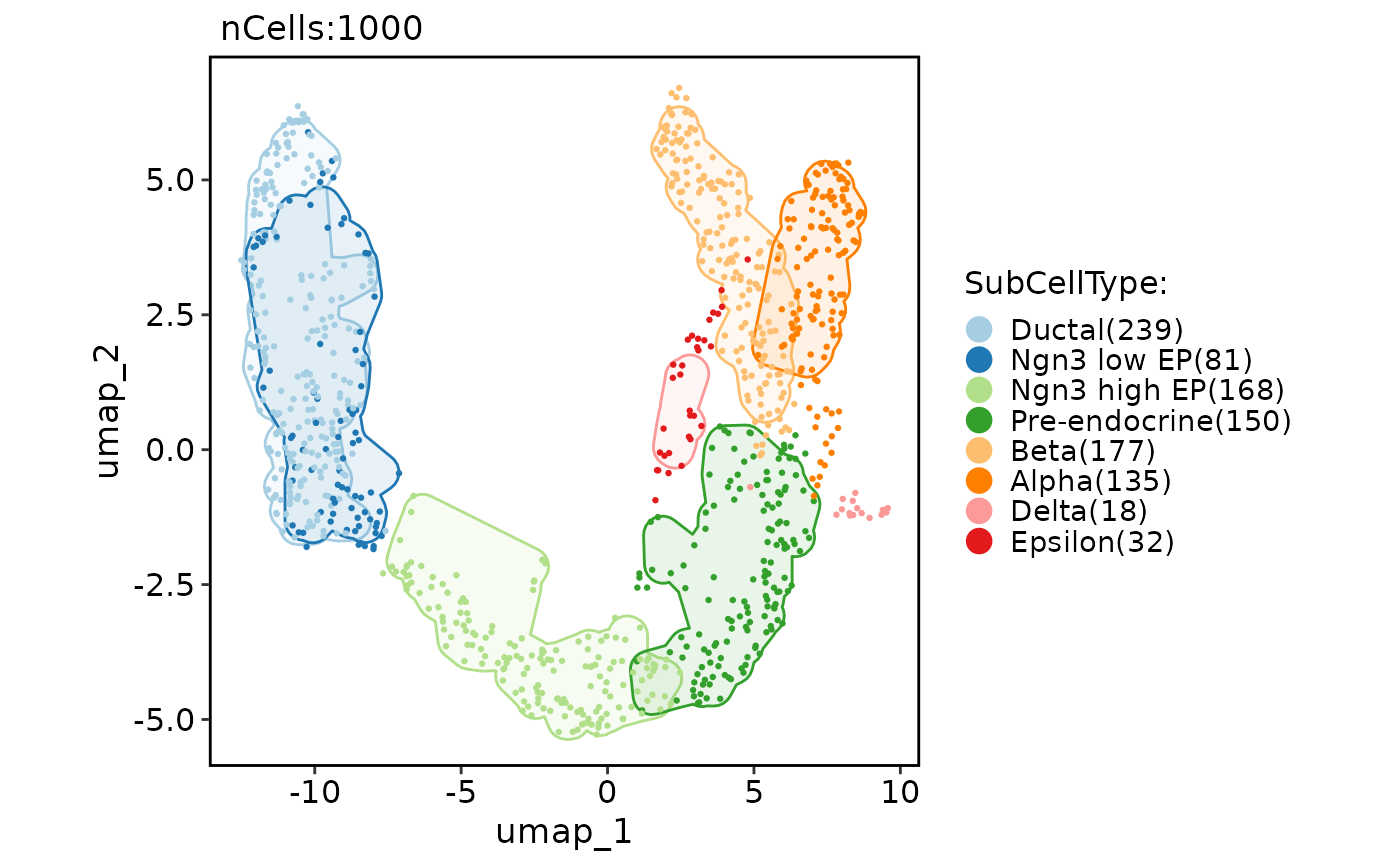 nCells:1000
umap_2
5.0
2.5
0.0
-2.5
-5.0
-10
-5
0
5
10
umap_1
SubCellType:
Ductal(239)
Ngn3 low EP(81)
Ngn3 high EP(168)
Pre-endocrine(150)
Beta(177)
Alpha(135)
Delta(18)
Epsilon(32)